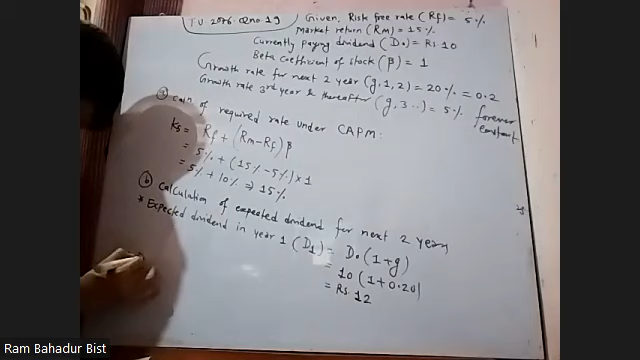 TU 2076. Q.no. 19
Given, Risk free rate (Rf) = 5%
Market return (Rm) = 15%
Currently paying dividend (D₀) = Rs. 10
Beta coefficient of stock (β) = 1
Growth rate for next 2 year (g,1,2) = 20% = 0.2
Growth rate 3rd year & thereafter (g,3..) = 5% forever
constant
(a) Calcn of required rate under CAPM:
Ks = Rf + (Rm-Rf)β
= 5% + (15%-5%)×1
= 5% + 10% ⇒ 15%
(b) Calculation of expected dividend for next 2 years
* Expected dividend in year 1 (D1) = D₀ (1+g)
= 10 (1+0.20)
= Rs. 12
Ram Bahadur Bist